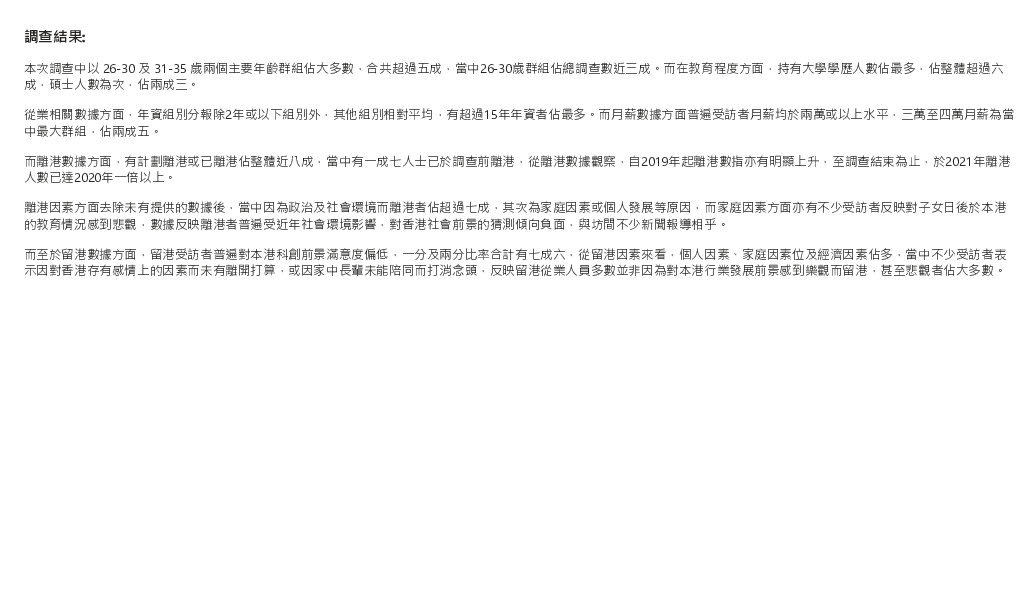 調查結果:
本次調查中以 26-30 及 31-35 歲兩個主要年齡群組佔大多數，合共超過五成，當中26-30歲群組佔總調查數近三成。而在教育程度方面，持有大學學歷人數佔最多，佔整體超過六
成，碩士人數為次，佔兩成三。
從業相關數據方面，年資組別分報除2年或以下組別外，其他組別相對平均，有超過15年年資者佔最多。而月薪數據方面普遍受訪者月薪均於兩萬或以上水平，三萬至四萬月薪為當
中最大群組，佔兩成五。
而離港數據方面，有計劃離港或已離港佔整體近八成，當中有一成七人士已於調查前離港，從離港數據觀察，自2019年起離港數指亦有明顯上升，至調查結束為止，於2021年離港
人數已達2020年一倍以上。
離港因素方面去除未有提供的數據後，當中因為政治及社會環境而離港者佔超過七成，其次為家庭因素或個人發展等原因，而家庭因素方面亦有不少受訪者反映對子女日後於本港
的教育情況感到悲觀，數據反映離港者普遍受近年社會環境影響，對香港社會前景的猜測傾向負面，與坊間不少新聞報導相乎。
而至於留港數據方面，留港受訪者普遍對本港科創前景滿意度偏低，一分及兩分比率合計有七成六，從留港因素來看，個人因素、家庭因素位及經濟因素佔多，當中不少受訪者表
示因對香港存有感情上的因素而未有離開打算，或因家中長輩未能陪同而打消念頭，反映留港從業人員多數並非因為對本港行業發展前景感到樂觀而留港，甚至悲觀者佔大多數。